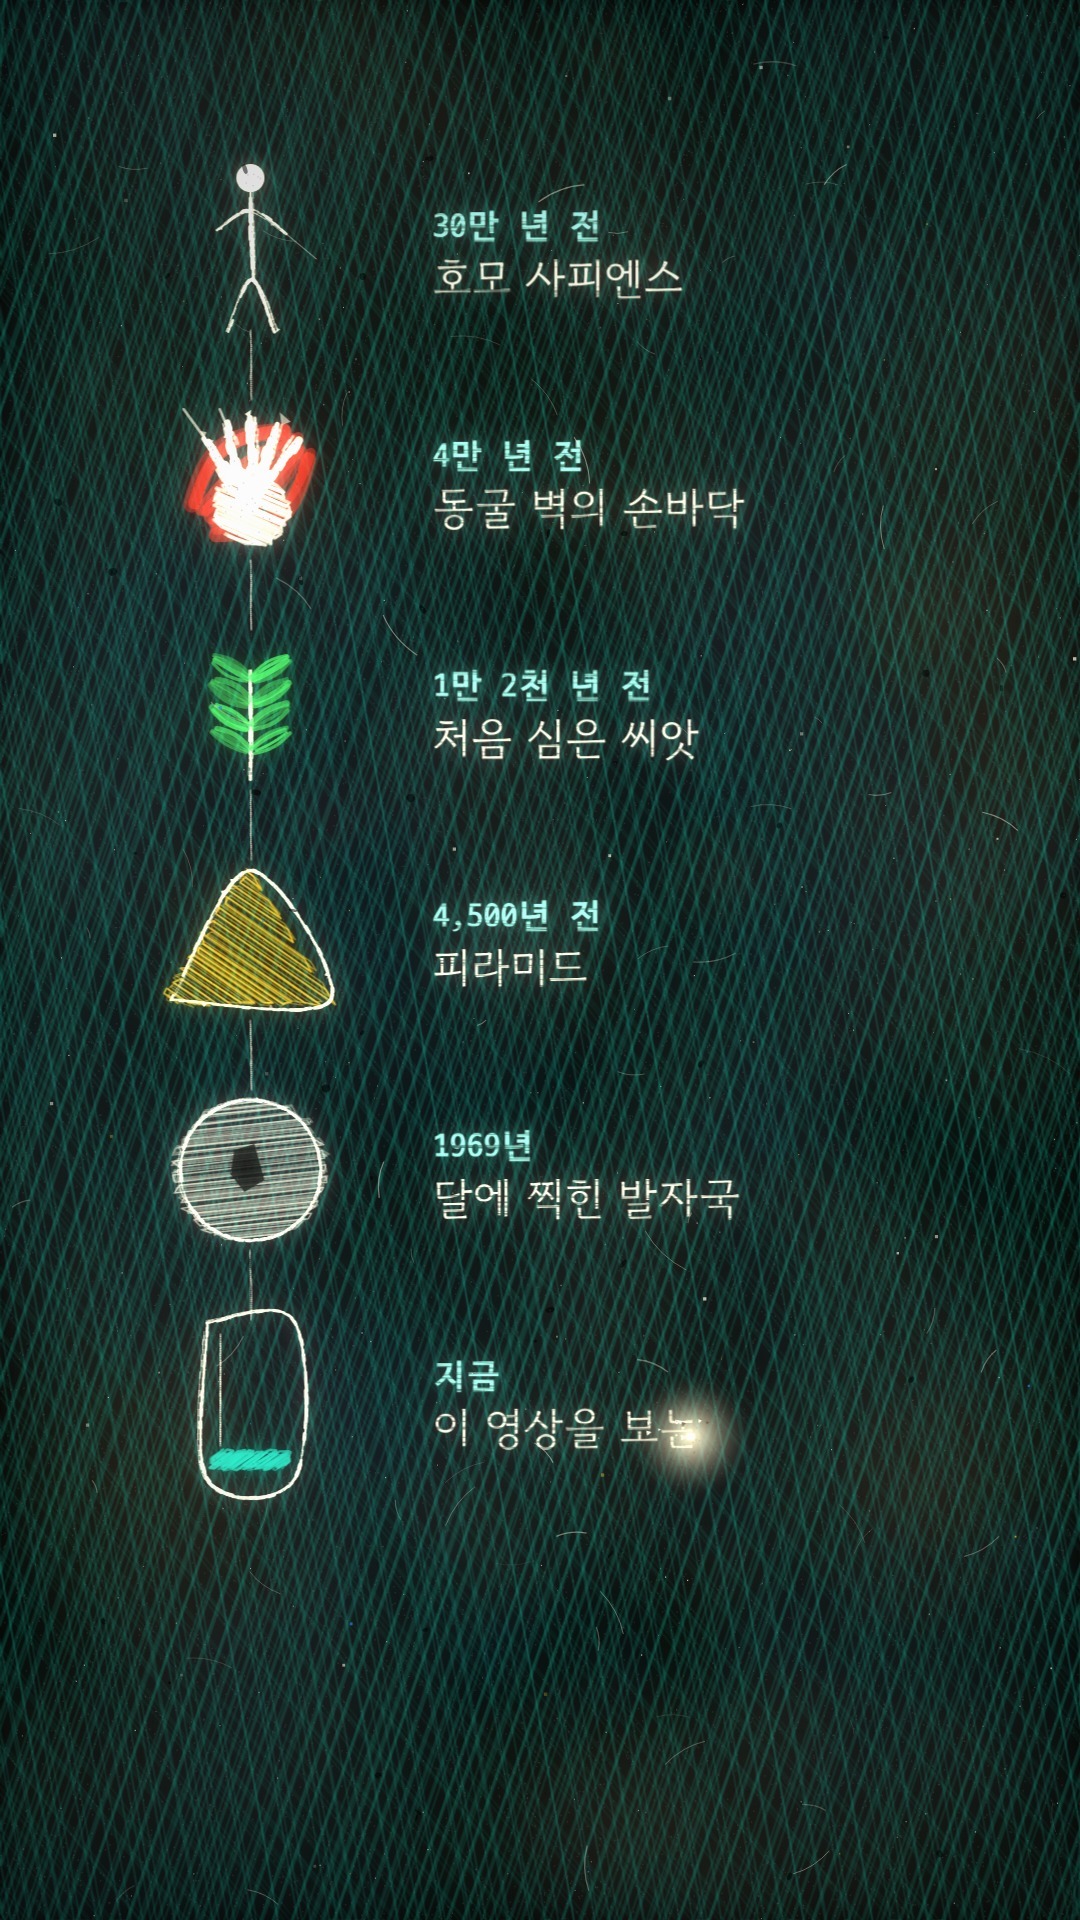 30만 년 전
호모 사피엔스
4만 년 전
동굴 벽의 손바닥
1만 2천 년 전
처음 심은 씨앗
4,500년 전
피라미드
1969년
달에 찍힌 발자국
지금
이 영상을 보는